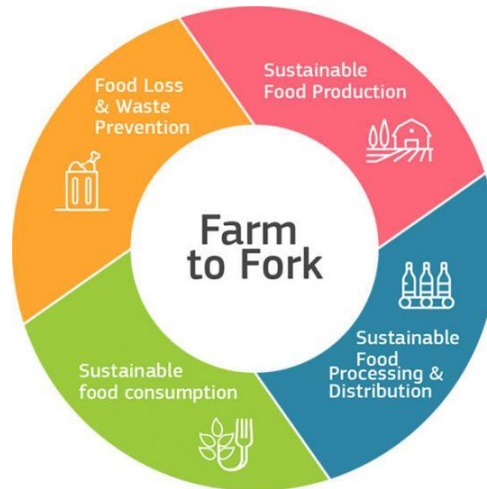 Food Loss
& Waste
Prevention
Sustainable
Food Production
Farm
to Fork
Sustainable
Food
Processing &
Distribution
Sustainable
food consumption